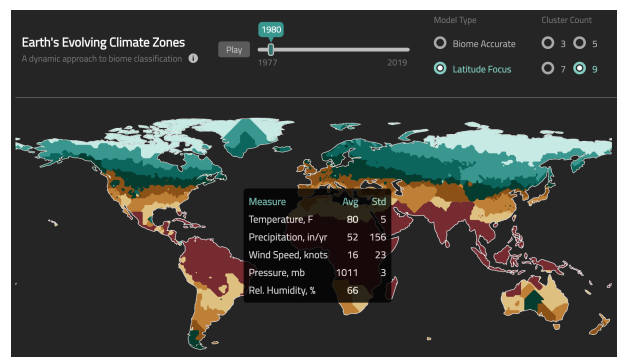 1980
Model Type
Cluster Count
Earth's Evolving Climate Zones
A dynamic approach to biome classification i
Play
1977
2019
Biome Accurate
3
5
Latitude Focus
7
9
Measure Avg Std
Temperature, F 80 5
Precipitation, in/yr 52 156
Wind Speed, knots 16 23
Pressure, mb 1011 3
Rel. Humidity, % 66